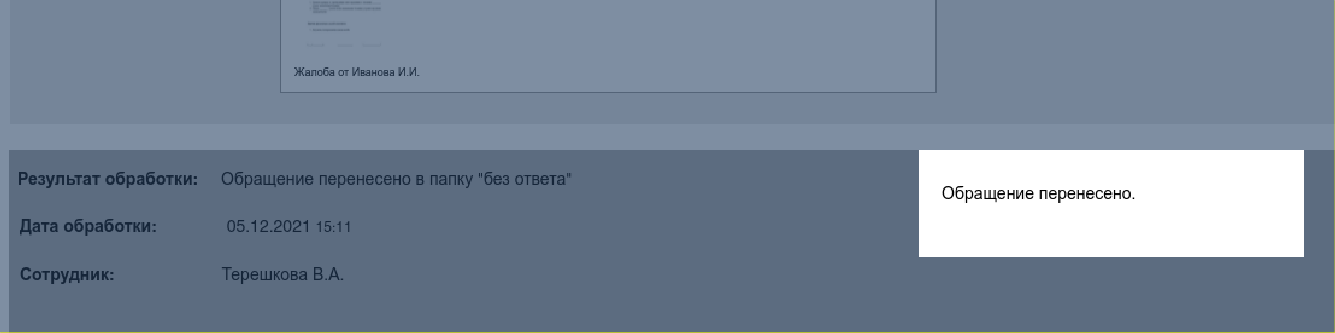 Жалоба от Иванова И.И.
Результат обработки: Обращение перенесено в папку "без ответа"
Обращение перенесено.
Дата обработки: 05.12.2021 15:11
Сотрудник: Терешкова В.А.